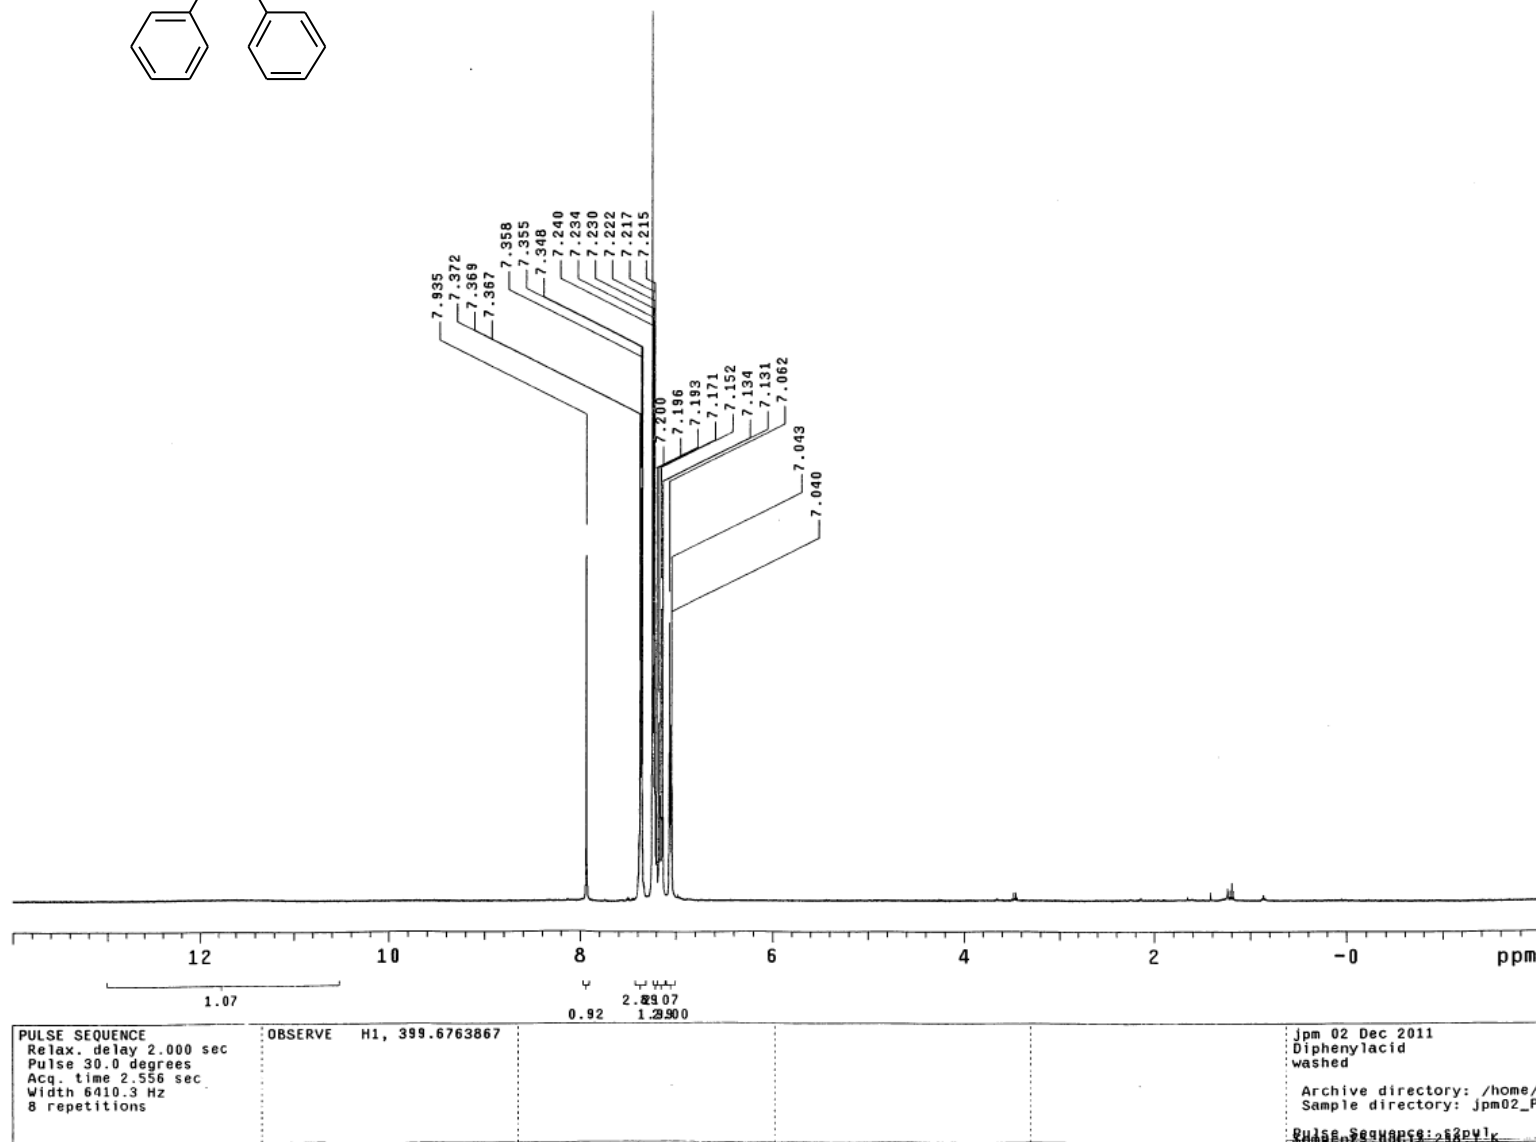 7.935
7.372
7.369
7.367
7.358
7.355
7.348
7.240
7.234
7.230
7.222
7.217
7.215
7.200
7.196
7.193
7.171
7.152
7.134
7.131
7.062
7.043
7.040
12 10 8 6 4 2 -0 ppm
1.07
0.92
PULSE SEQUENCE
Relax. delay 2.000 sec
Pulse 30.0 degrees
Acq. time 2.556 sec
Width 6410.3 Hz
8 repetitions
OBSERVE H1, 399.6763867
jpm 02 Dec 2011
Diphenylacid
washed
Archive directory: /home/
Sample directory: jpm02_
Pulse Sequence: s2pul